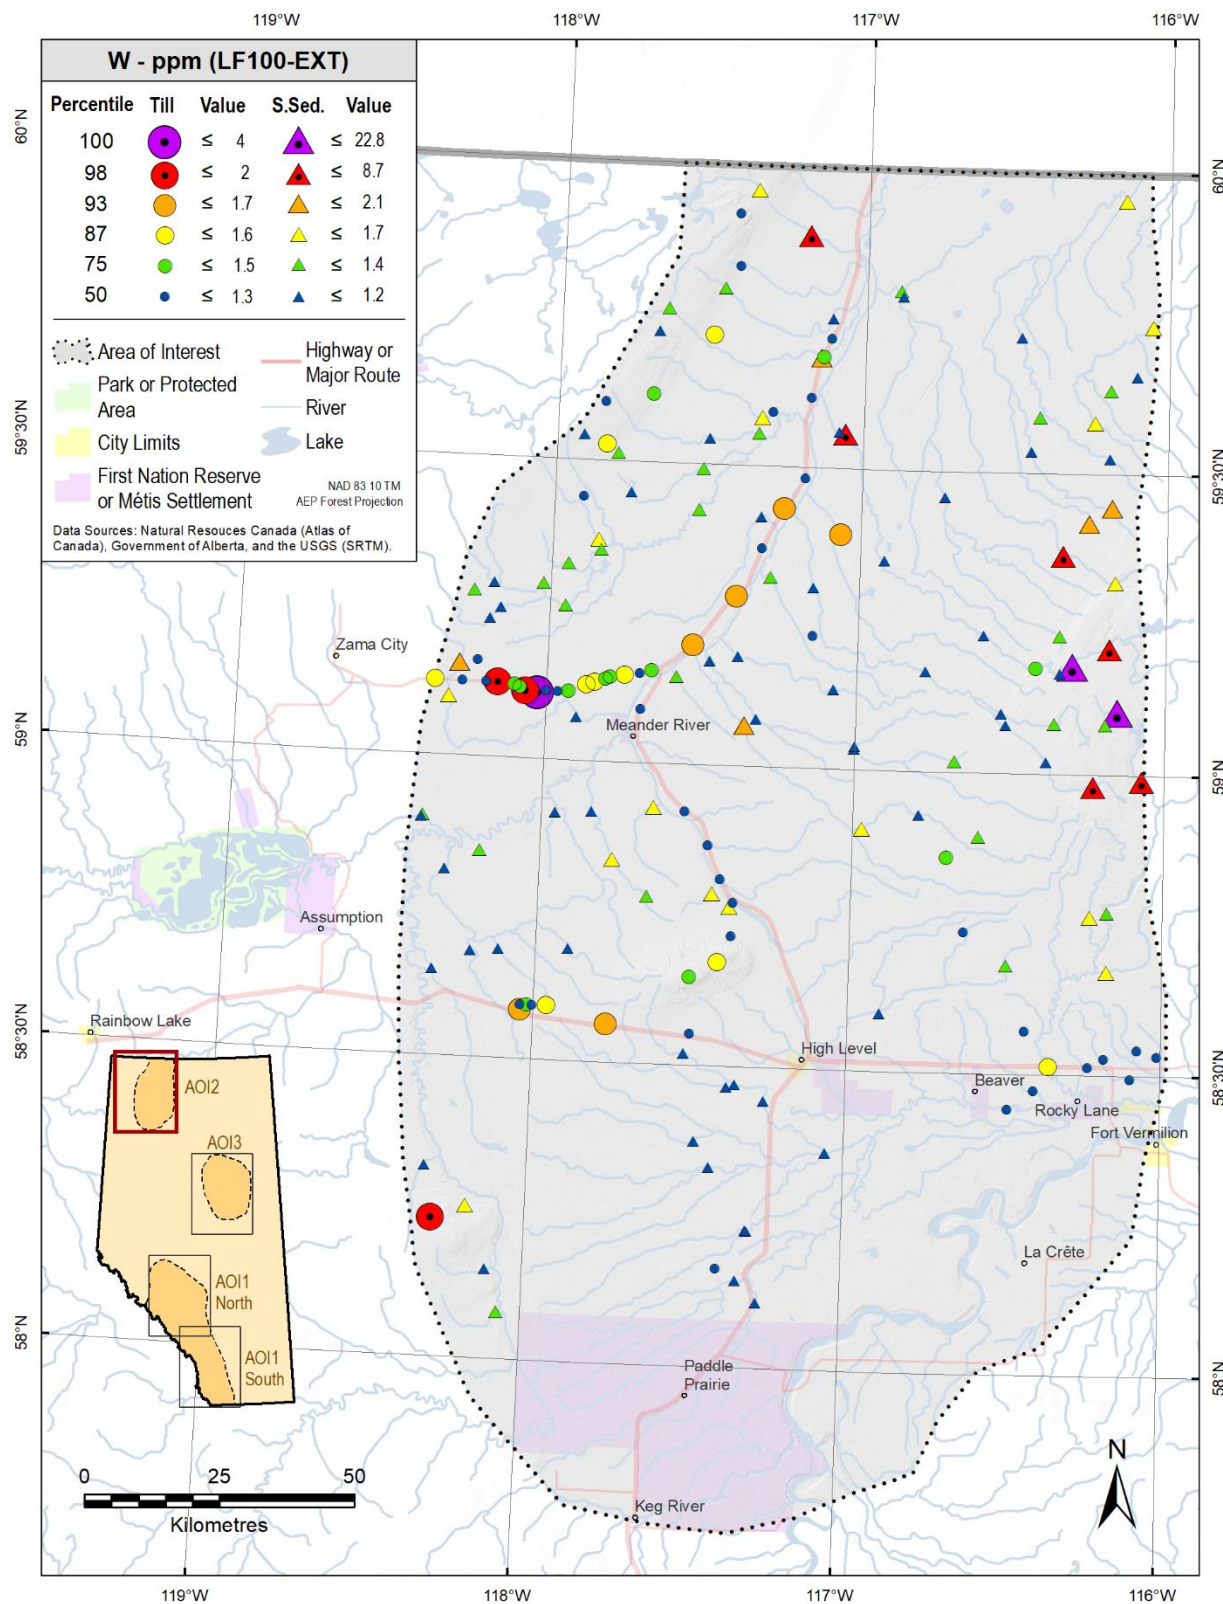 119°W 118°W 117°W 116°W
W - ppm (LF100-EXT)
Percentile Till Value S.Sed. Value
100 ≤ 4 ≤ 22.8
98 ≤ 2 ≤ 8.7
93 ≤ 1.7 ≤ 2.1
87 ≤ 1.6 ≤ 1.7
75 ≤ 1.5 ≤ 1.4
50 ≤ 1.3 ≤ 1.2
Area of Interest
Park or Protected
Area
City Limits
First Nation Reserve
or Métis Settlement
Highway or
Major Route
River
Lake
NAD 83 10 TM
AEP Forest Projection
Data Sources: Natural Resouces Canada (Atlas of
Canada), Government of Alberta, and the USGS (SRTM).
60°N
60°N
59°30'N
59°30'N
Zama City
Meander River
59°N
59°N
Assumption
Rainbow Lake
58°30'N
58°30'N
High Level
Beaver
Rocky Lane
Fort Vermilion
La Crête
AOI2
AOI3
AOI1
North
AOI1
South
58°N
58°N
Paddle
Prairie
Keg River
0 25 50
Kilometres
N
119°W 118°W 117°W 116°W